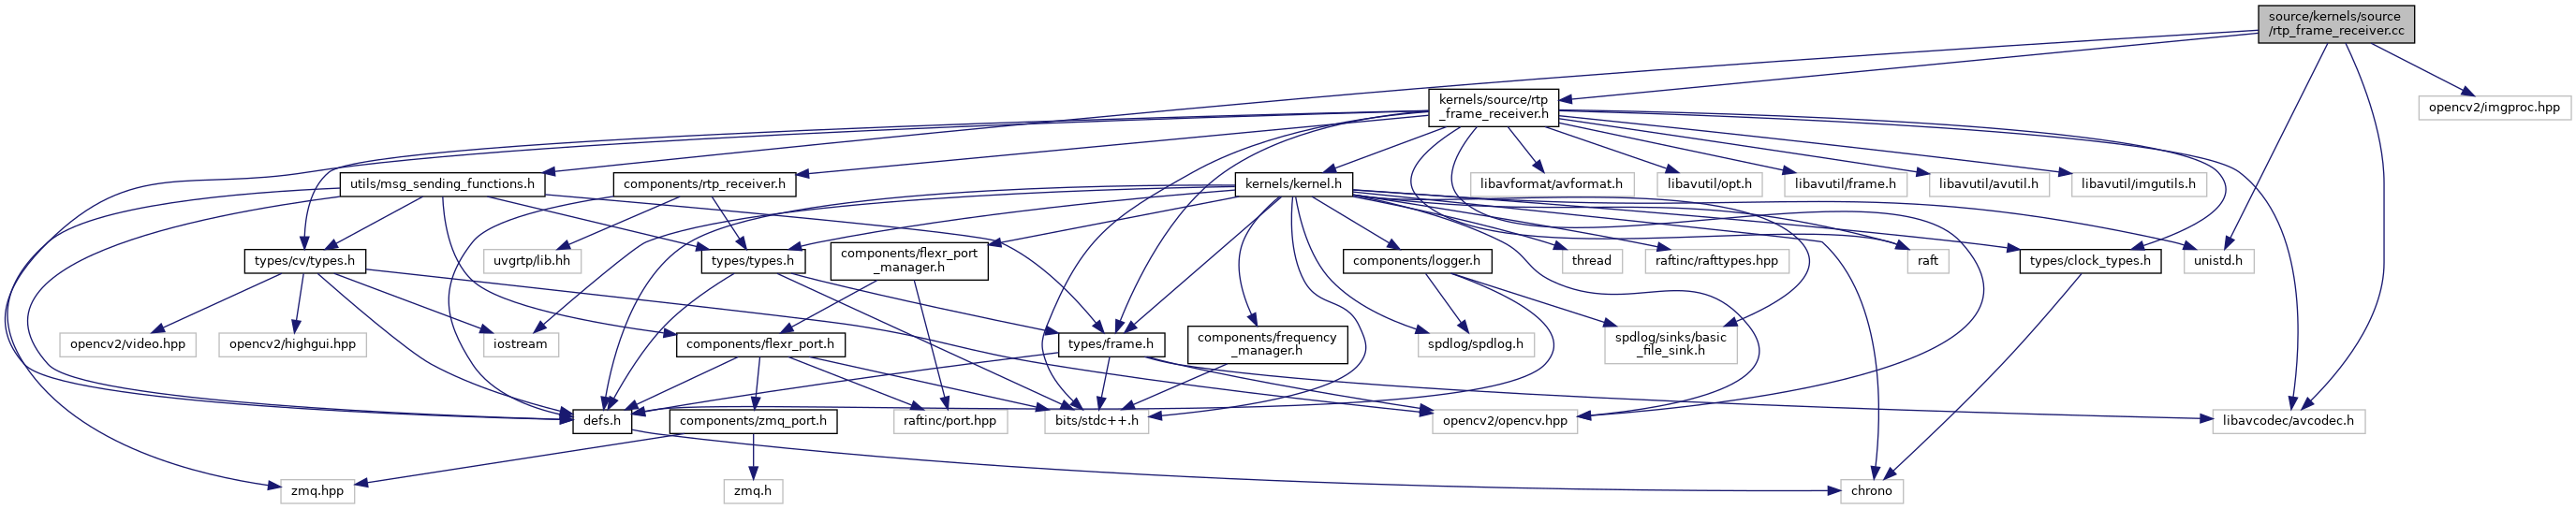 source/kernels/source
/rtp_frame_receiver.cc
kernels/source/rtp
_frame_receiver.h
opencv2/imgproc.hpp
utils/msg_sending_functions.h
components/rtp_receiver.h
kernels/kernel.h
libavformat/avformat.h
libavutil/opt.h
libavutil/frame.h
libavutil/avutil.h
libavutil/imgutils.h
types/cv/types.h
uvgrtp/lib.hh
types/types.h
components/flexr_port
_manager.h
components/logger.h
thread
raftinc/rafttypes.hpp
raft
types/clock_types.h
unistd.h
opencv2/video.hpp
opencv2/highgui.hpp
iostream
components/flexr_port.h
types/frame.h
components/frequency
_manager.h
spdlog/spdlog.h
spdlog/sinks/basic
_file_sink.h
defs.h
components/zmq_port.h
raftinc/port.hpp
bits/stdc++.h
opencv2/opencv.hpp
libavcodec/avcodec.h
zmq.hpp
zmq.h
chrono